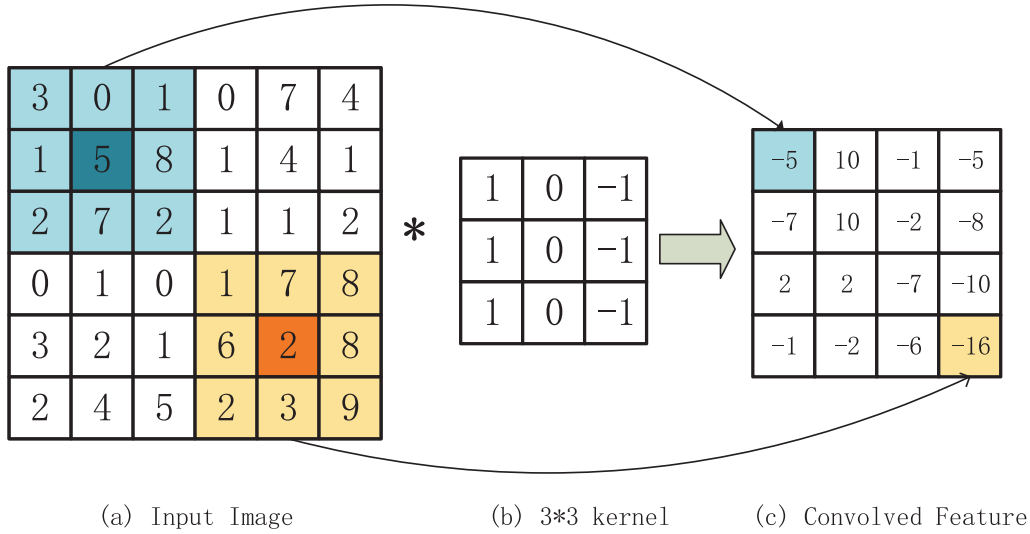 3 0 1 0 7 4
1 5 8 1 4 1
2 7 2 1 1 2
0 1 0 1 7 8
3 2 1 6 2 8
2 4 5 2 3 9
*
1 0 -1
1 0 -1
1 0 -1
-5 10 -1 -5
-7 10 -2 -8
2 2 -7 -10
-1 -2 -6 -16
(a) Input Image
(b) 3*3 kernel
(c) Convolved Feature